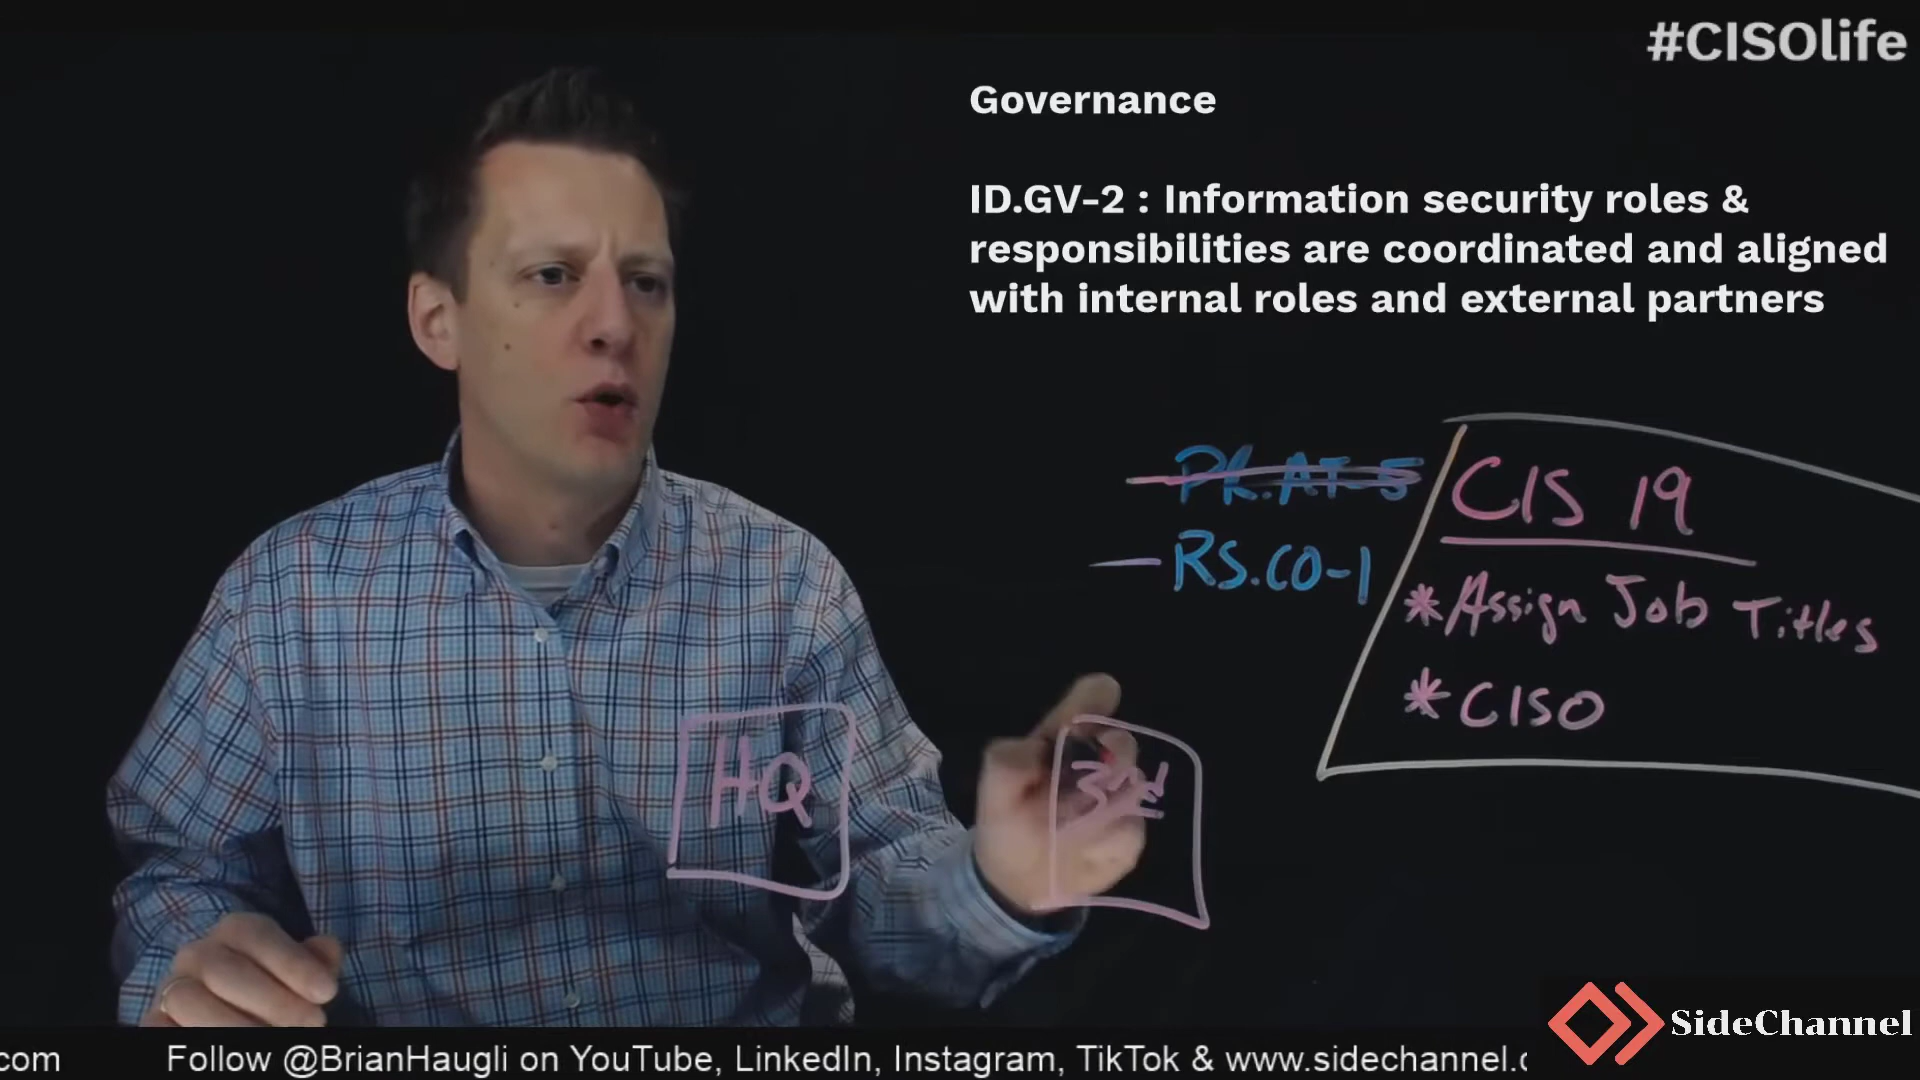 #CISOlife
Governance
ID.GV-2 : Information security roles &
responsibilities are coordinated and aligned
with internal roles and external partners
PR.AT-5
RS.CO-1
CIS 19
*Assign Job Titles
*CISO
HQ
3rd
SideChannel
.com Follow @BrianHaugli on YouTube, LinkedIn, Instagram, TikTok & www.sidechannel.c